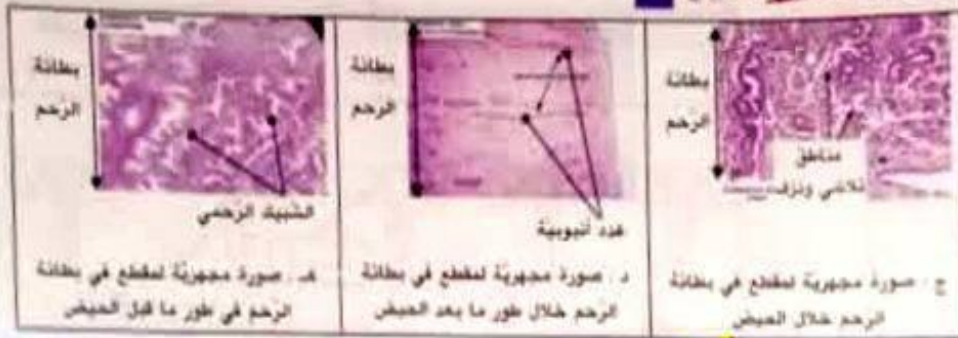 بطانة
الرحم
مناطق
تلاشي ونزف
ج . صورة مجهرية لمقطع في بطانة
الرحم خلال الحيض
بطانة
الرحم
غدد أنبوبية
د . صورة مجهرية لمقطع في بطانة
الرحم خلال طور ما بعد الحيض
بطانة
الرحم
الشبيك الرحمي
هـ . صورة مجهرية لمقطع في بطانة
الرحم في طور ما قبل الحيض